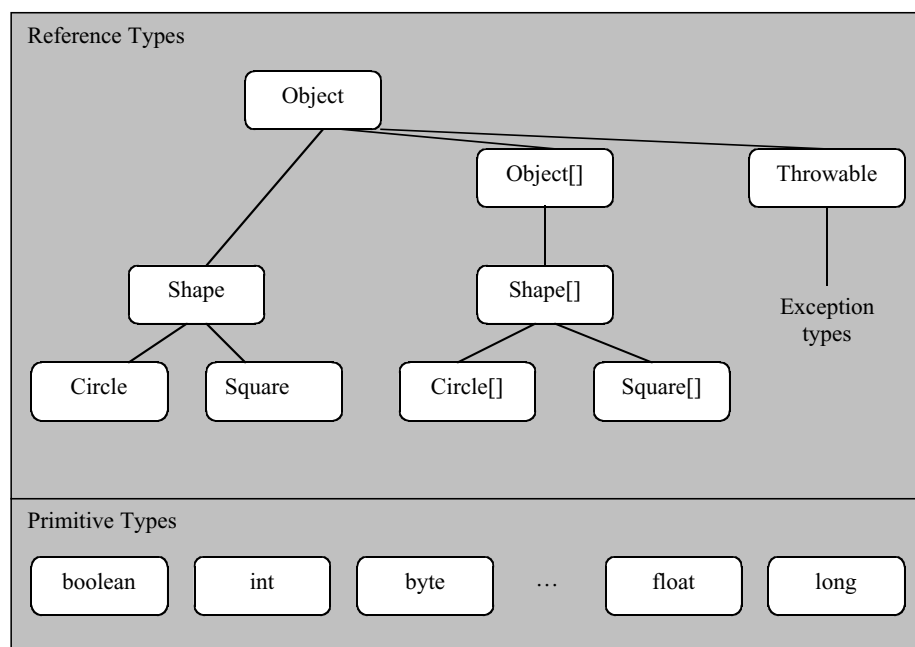 Reference Types
Object
Object[]
Throwable
Shape
Shape[]
Exception
types
Circle
Square
Circle[]
Square[]
Primitive Types
boolean
int
byte
…
float
long